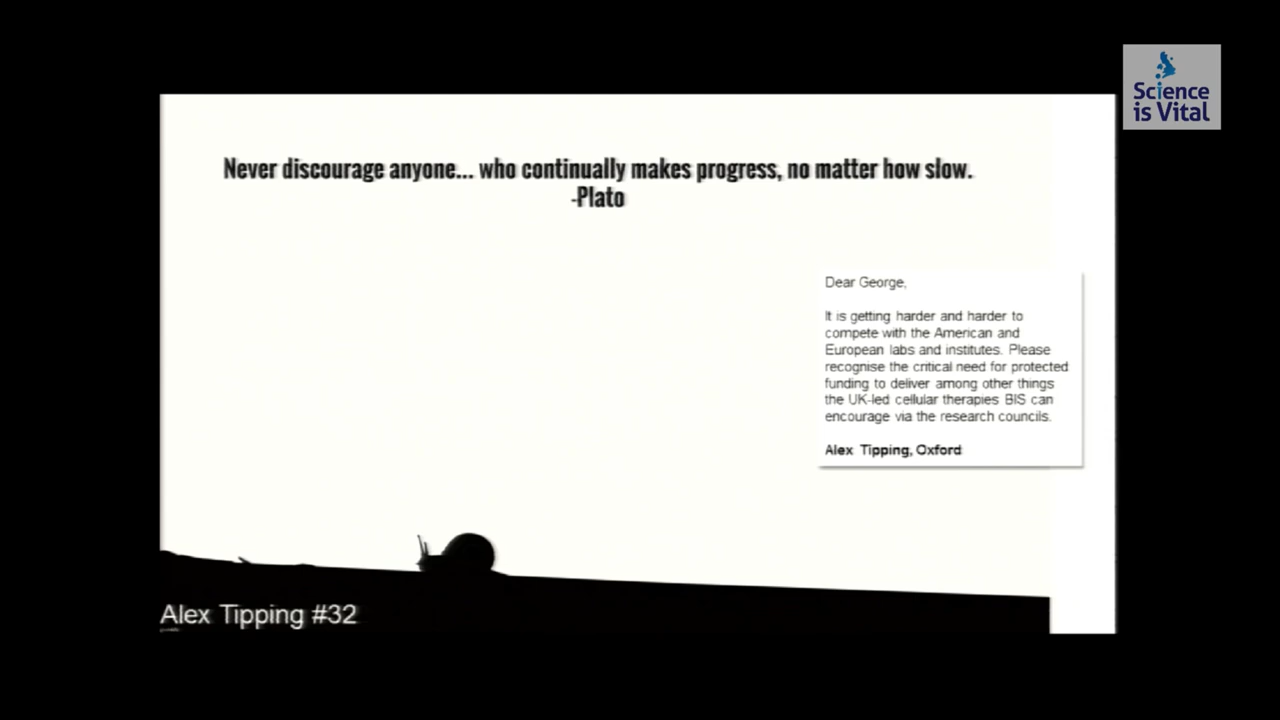 Science
is Vital
Never discourage anyone... who continually makes progress, no matter how slow.
-Plato
Dear George,
It is getting harder and harder to
compete with the American and
European labs and institutes. Please
recognise the critical need for protected
funding to deliver among other things
the UK-led cellular therapies BIS can
encourage via the research councils.
Alex Tipping, Oxford
Alex Tipping #32